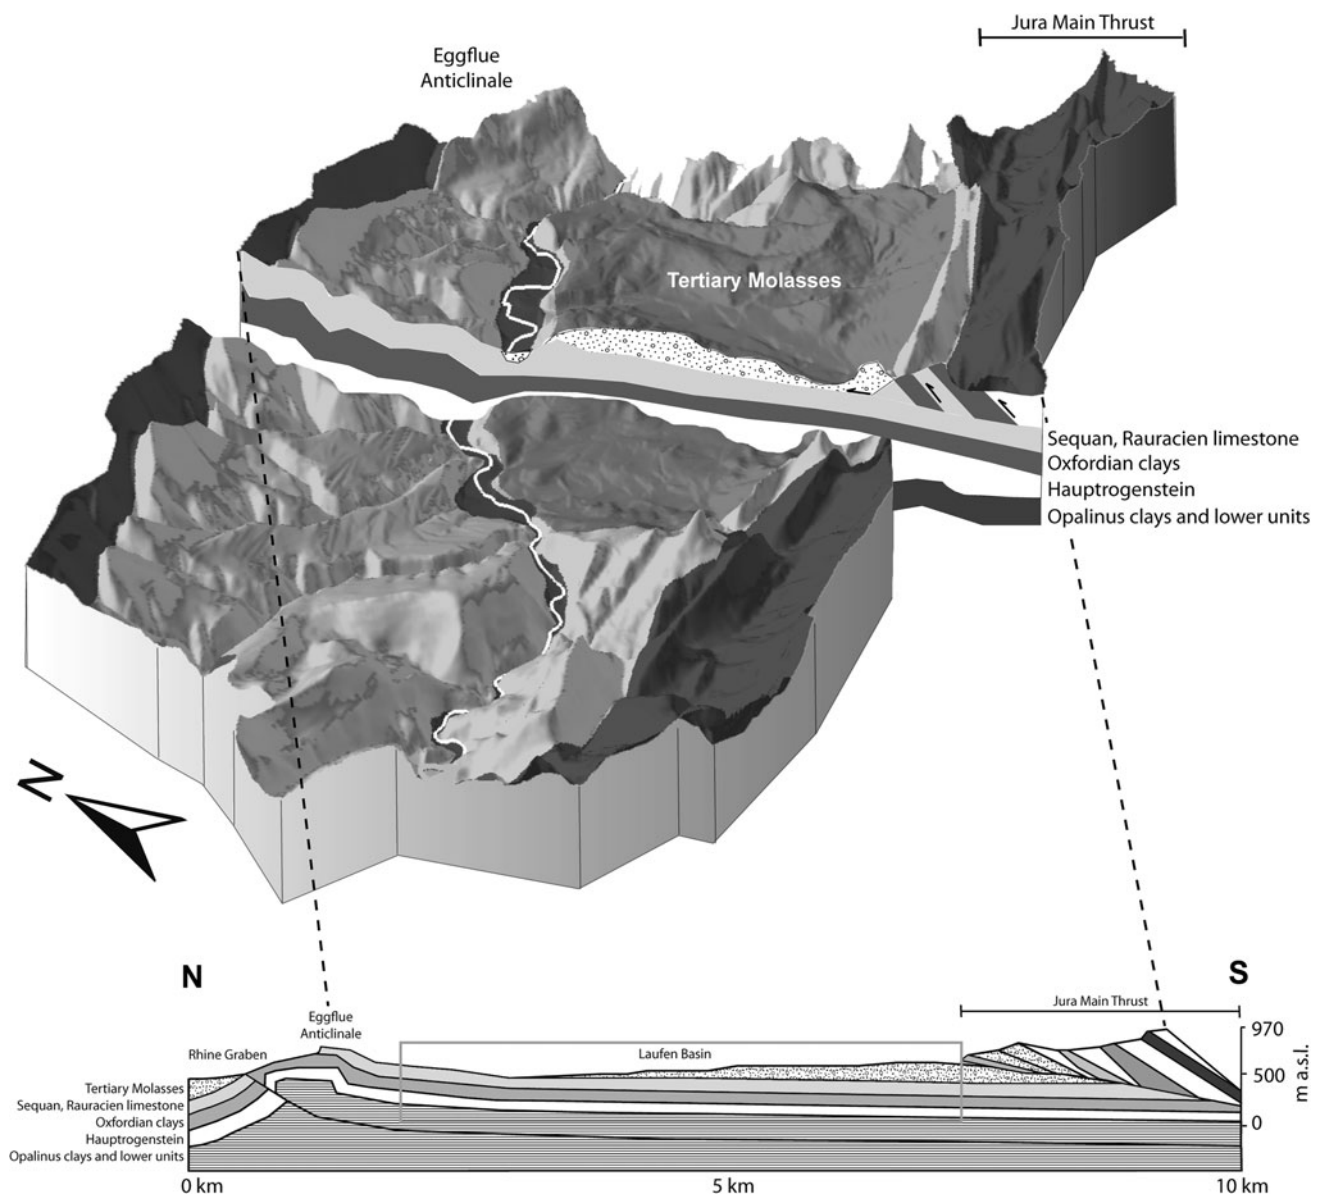 Jura Main Thrust
Eggflue
Anticlinale
Tertiary Molasses
Sequan, Rauracien limestone
Oxfordian clays
Hauptrogenstein
Opalinus clays and lower units
N
N
S
Jura Main Thrust
Eggflue
Anticlinale
Rhine Graben
Laufen Basin
970
500
0
m a.s.l.
Tertiary Molasses
Sequan, Rauracien limestone
Oxfordian clays
Hauptrogenstein
Opalinus clays and lower units
0 km
5 km
10 km